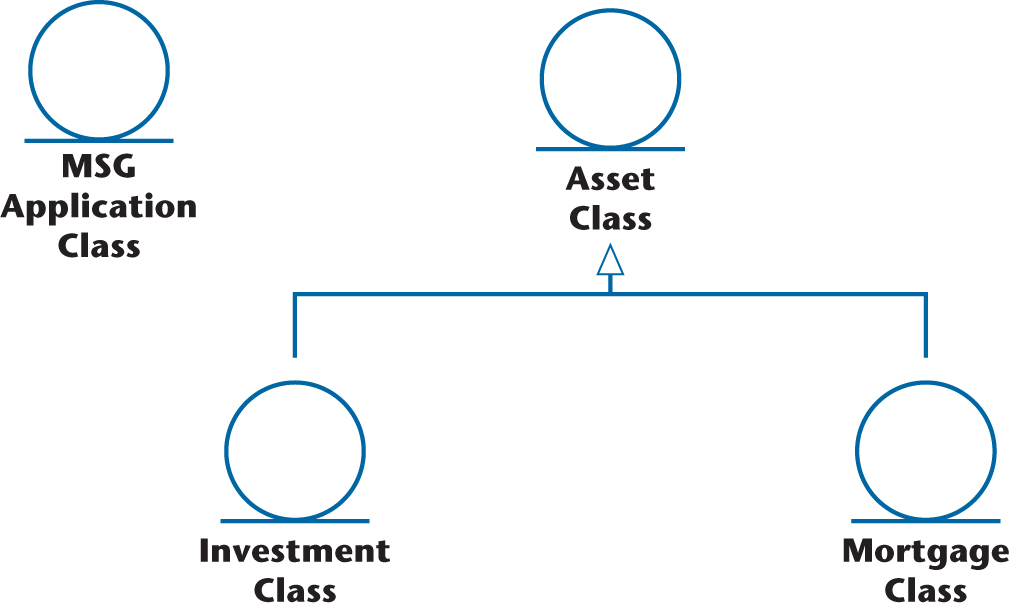 MSG
Application
Class
Asset
Class
Investment
Class
Mortgage
Class